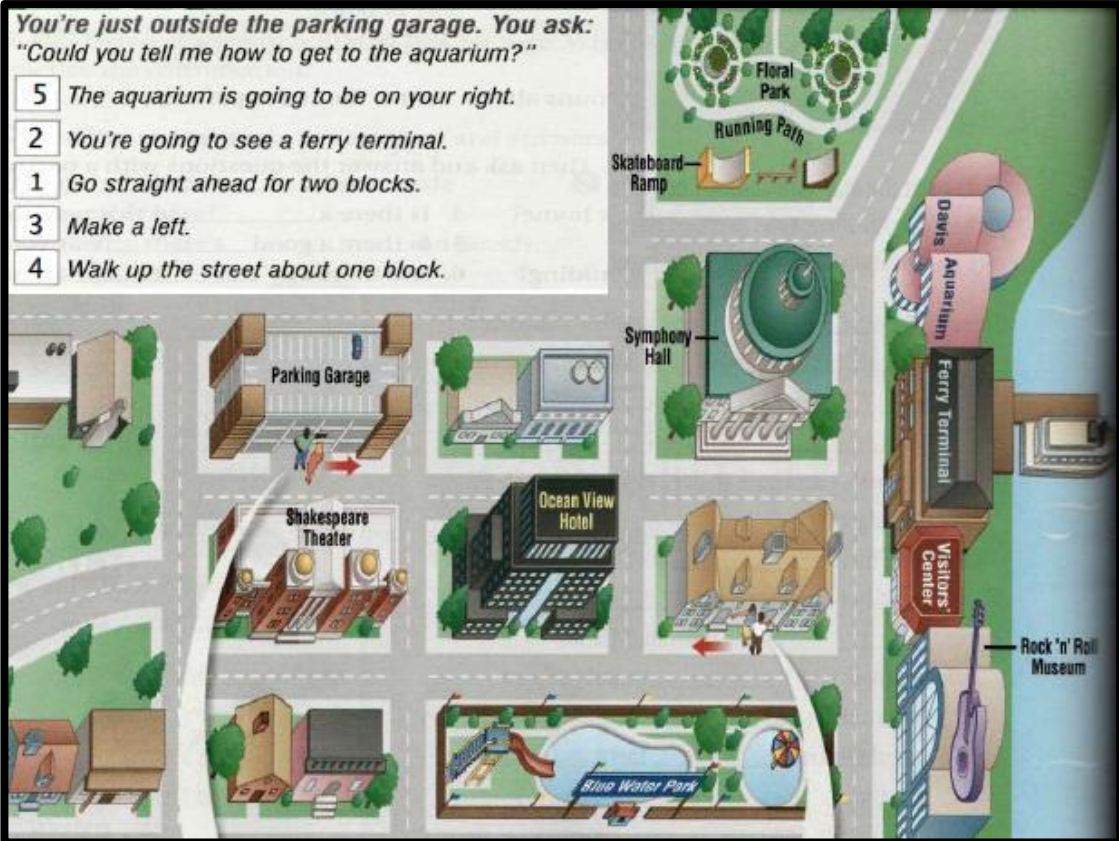 You're just outside the parking garage. You ask:
"Could you tell me how to get to the aquarium?"
5 The aquarium is going to be on your right.
2 You're going to see a ferry terminal.
1 Go straight ahead for two blocks.
3 Make a left.
4 Walk up the street about one block.
Floral
Park
Running Path
Skateboard
Ramp
Davis
Aquarium
Symphony
Hall
Parking Garage
Ferry Terminal
Ocean View
Hotel
Shakespeare
Theater
Visitors'
Center
Rock 'n' Roll
Museum
Blue Water Park